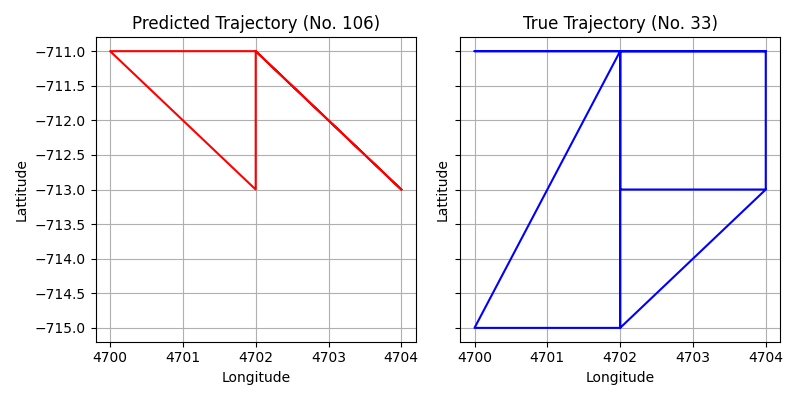 Predicted Trajectory (No. 106)
−711.0
−711.5
−712.0
−712.5
−713.0
−713.5
−714.0
−714.5
−715.0
Lattitude
4700 4701 4702 4703 4704
Longitude
True Trajectory (No. 33)
Lattitude
4700 4701 4702 4703 4704
Longitude